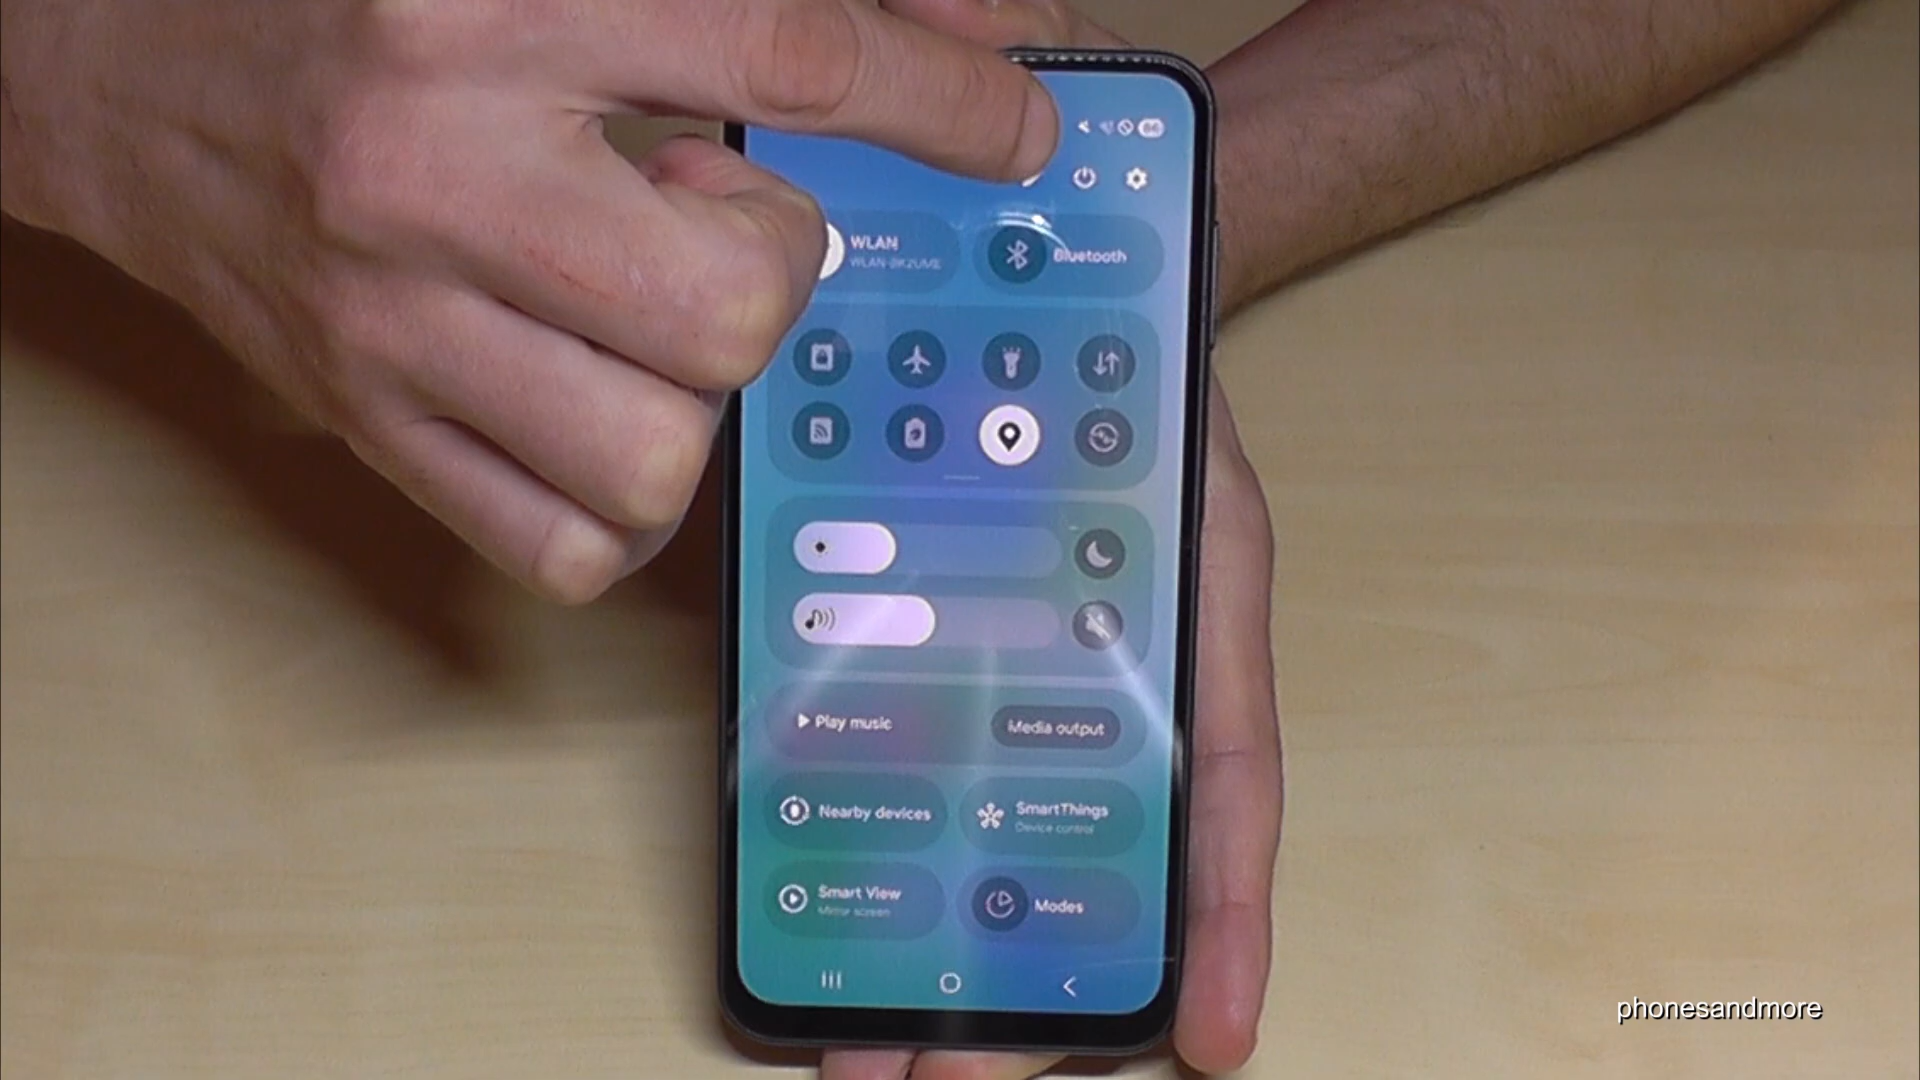 WLAN
Bluetooth
Play music
Media output
Nearby devices
SmartThings
Device control
Smart View
Mirror screen
Modes
phonesandmore